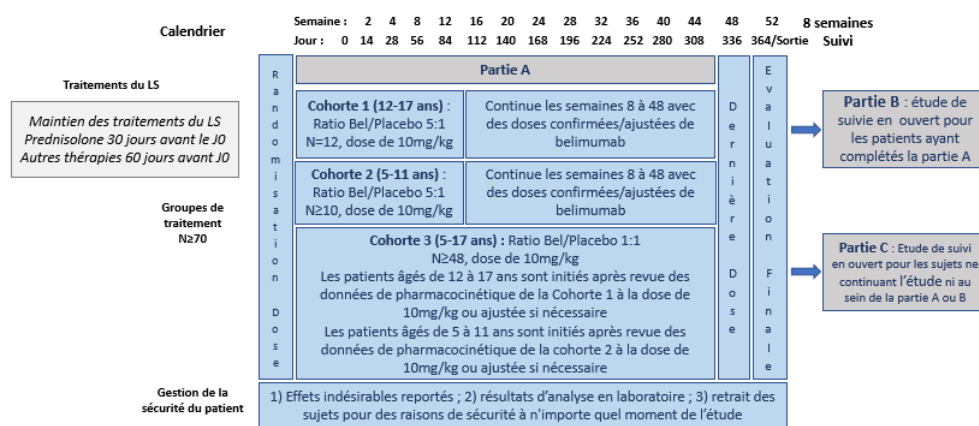 Calendrier
Semaine : 2 4 8 12 16 20 24 28 32 36 40 44 48 52 8 semaines
Jour : 0 14 28 56 84 112 140 168 196 224 252 280 308 336 364/Sortie Suivi
Traitements du LS
Maintien des traitements du LS
Prednisolone 30 jours avant le J0
Autres thérapies 60 jours avant J0
Groupes de
traitement
N≥70
Randomisation Dose
Partie A
Cohorte 1 (12-17 ans) :
Ratio Bel/Placebo 5:1
N=12, dose de 10mg/kg
Continue les semaines 8 à 48 avec
des doses confirmées/ajustées de
belimumab
Cohorte 2 (5-11 ans) :
Ratio Bel/Placebo 5:1
N≥10, dose de 10mg/kg
Continue les semaines 8 à 48 avec
des doses confirmées/ajustées de
belimumab
Cohorte 3 (5-17 ans) : Ratio Bel/Placebo 1:1
N≥48, dose de 10mg/kg
Les patients âgés de 12 à 17 ans sont initiés après revue des
données de pharmacocinétique de la Cohorte 1 à la dose de
10mg/kg ou ajustée si nécessaire
Les patients âgés de 5 à 11 ans sont initiés après revue des
données de pharmacocinétique de la cohorte 2 à la dose de
10mg/kg ou ajustée si nécessaire
Dernière Dose
Evaluation Finale
Partie B : étude de
suivie en ouvert pour
les patients ayant
complétés la partie A
Partie C : Etude de suivi
en ouvert pour les sujets ne
continuant l'étude ni au
sein de la partie A ou B
Gestion de la
sécurité du patient
1) Effets indésirables reportés ; 2) résultats d'analyse en laboratoire ; 3) retrait des
sujets pour des raisons de sécurité à n'importe quel moment de l'étude